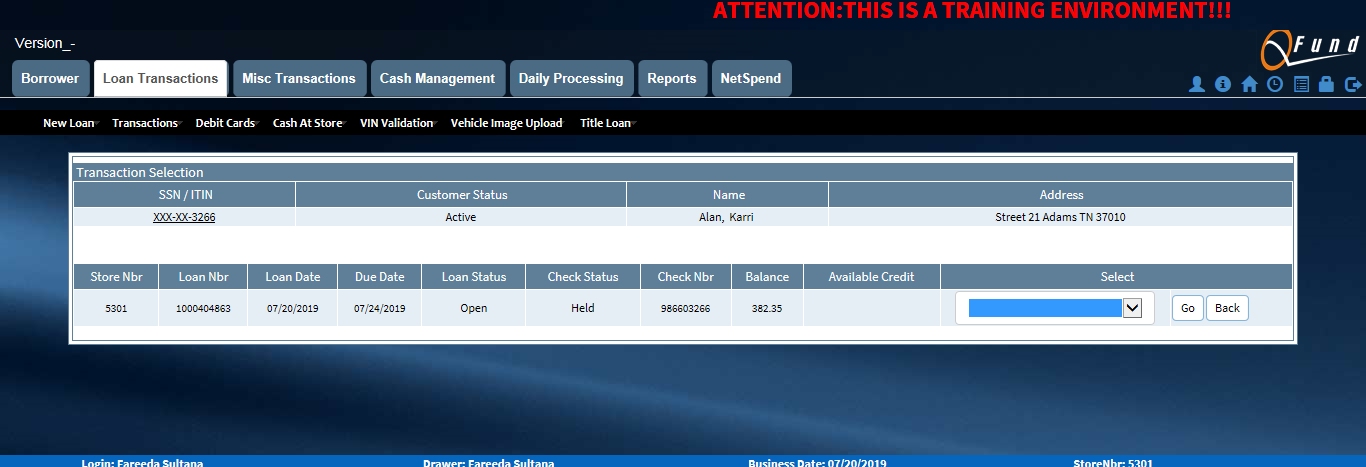 ATTENTION:THIS IS A TRAINING ENVIRONMENT!!!
Version_-
QFund
Borrower Loan Transactions Misc Transactions Cash Management Daily Processing Reports NetSpend
New Loan Transactions Debit Cards Cash At Store VIN Validation Vehicle Image Upload Title Loan
Transaction Selection
SSN / ITIN Customer Status Name Address
XXX-XX-3266 Active Alan, Karri Street 21 Adams TN 37010
Store Nbr Loan Nbr Loan Date Due Date Loan Status Check Status Check Nbr Balance Available Credit Select
5301 1000404863 07/20/2019 07/24/2019 Open Held 986603266 382.35 Go Back
Login: Fareeda Sultana Drawer: Fareeda Sultana Business Date: 07/20/2019 StoreNbr: 5301